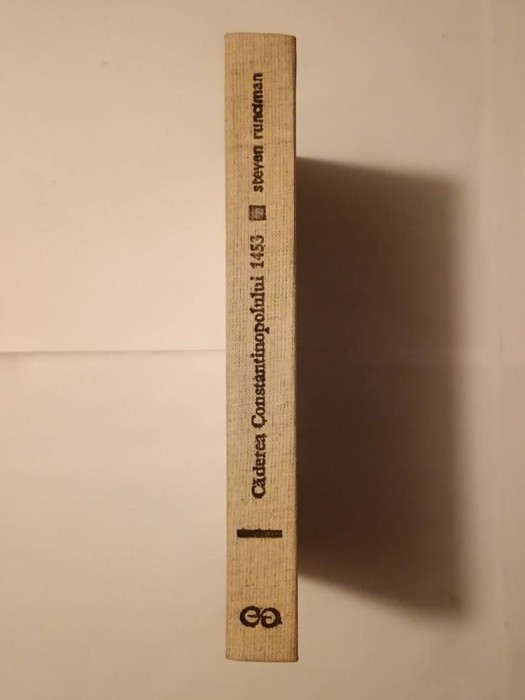 Căderea Constantinopolului 1453
steven runciman